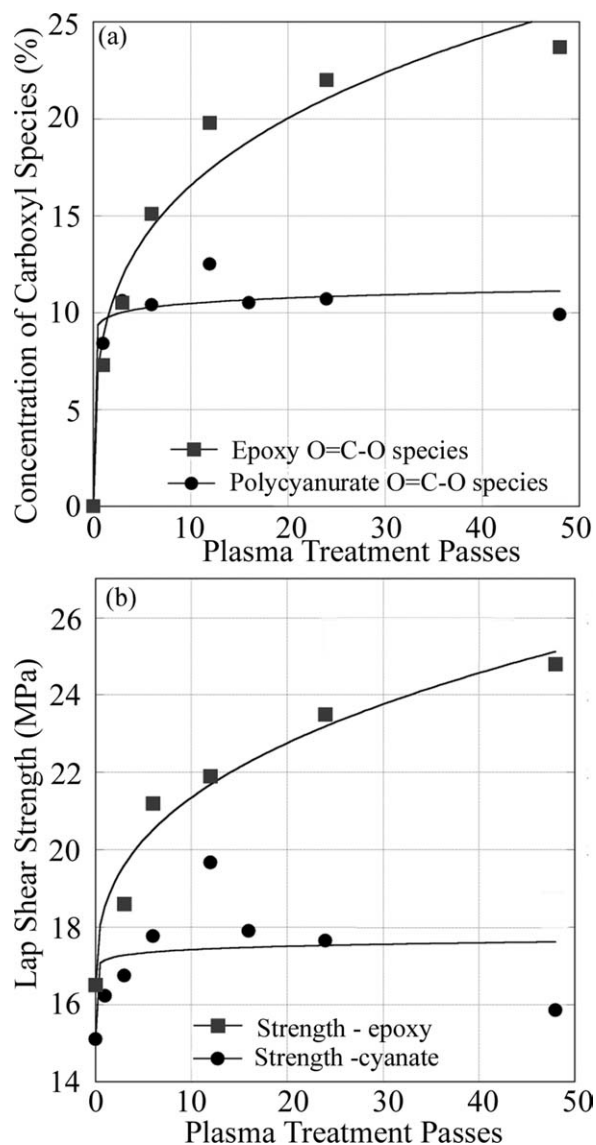 (a)
Concentration of Carboxyl Species (%)
25
20
15
10
5
0
Epoxy O=C-O species
Polycyanurate O=C-O species
0 10 20 30 40 50
Plasma Treatment Passes
(b)
Lap Shear Strength (MPa)
26
24
22
20
18
16
14
Strength - epoxy
Strength -cyanate
0 10 20 30 40 50
Plasma Treatment Passes